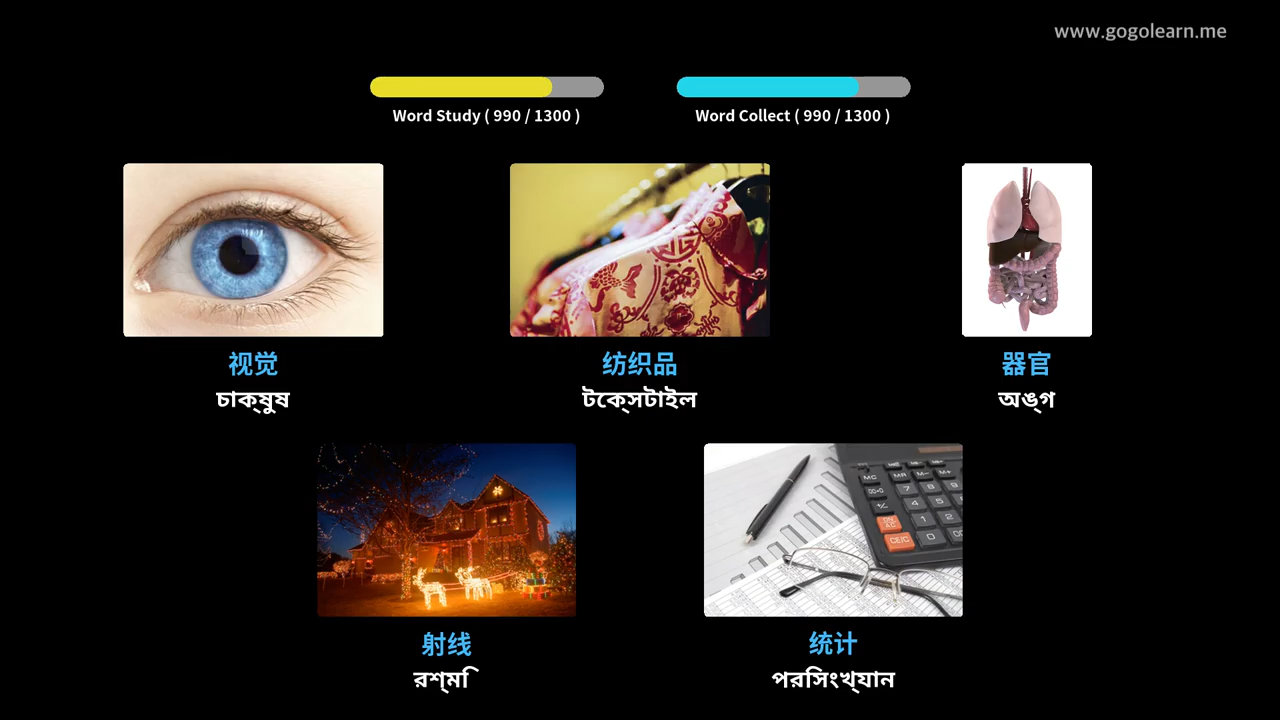 www.gogolearn.me
Word Study ( 990 / 1300 )
Word Collect ( 990 / 1300 )
视觉
চাক্ষুষ
纺织品
টেক্সটাইল
器官
অঙ্গ
射线
রশ্মি
统计
পরিসংখ্যান